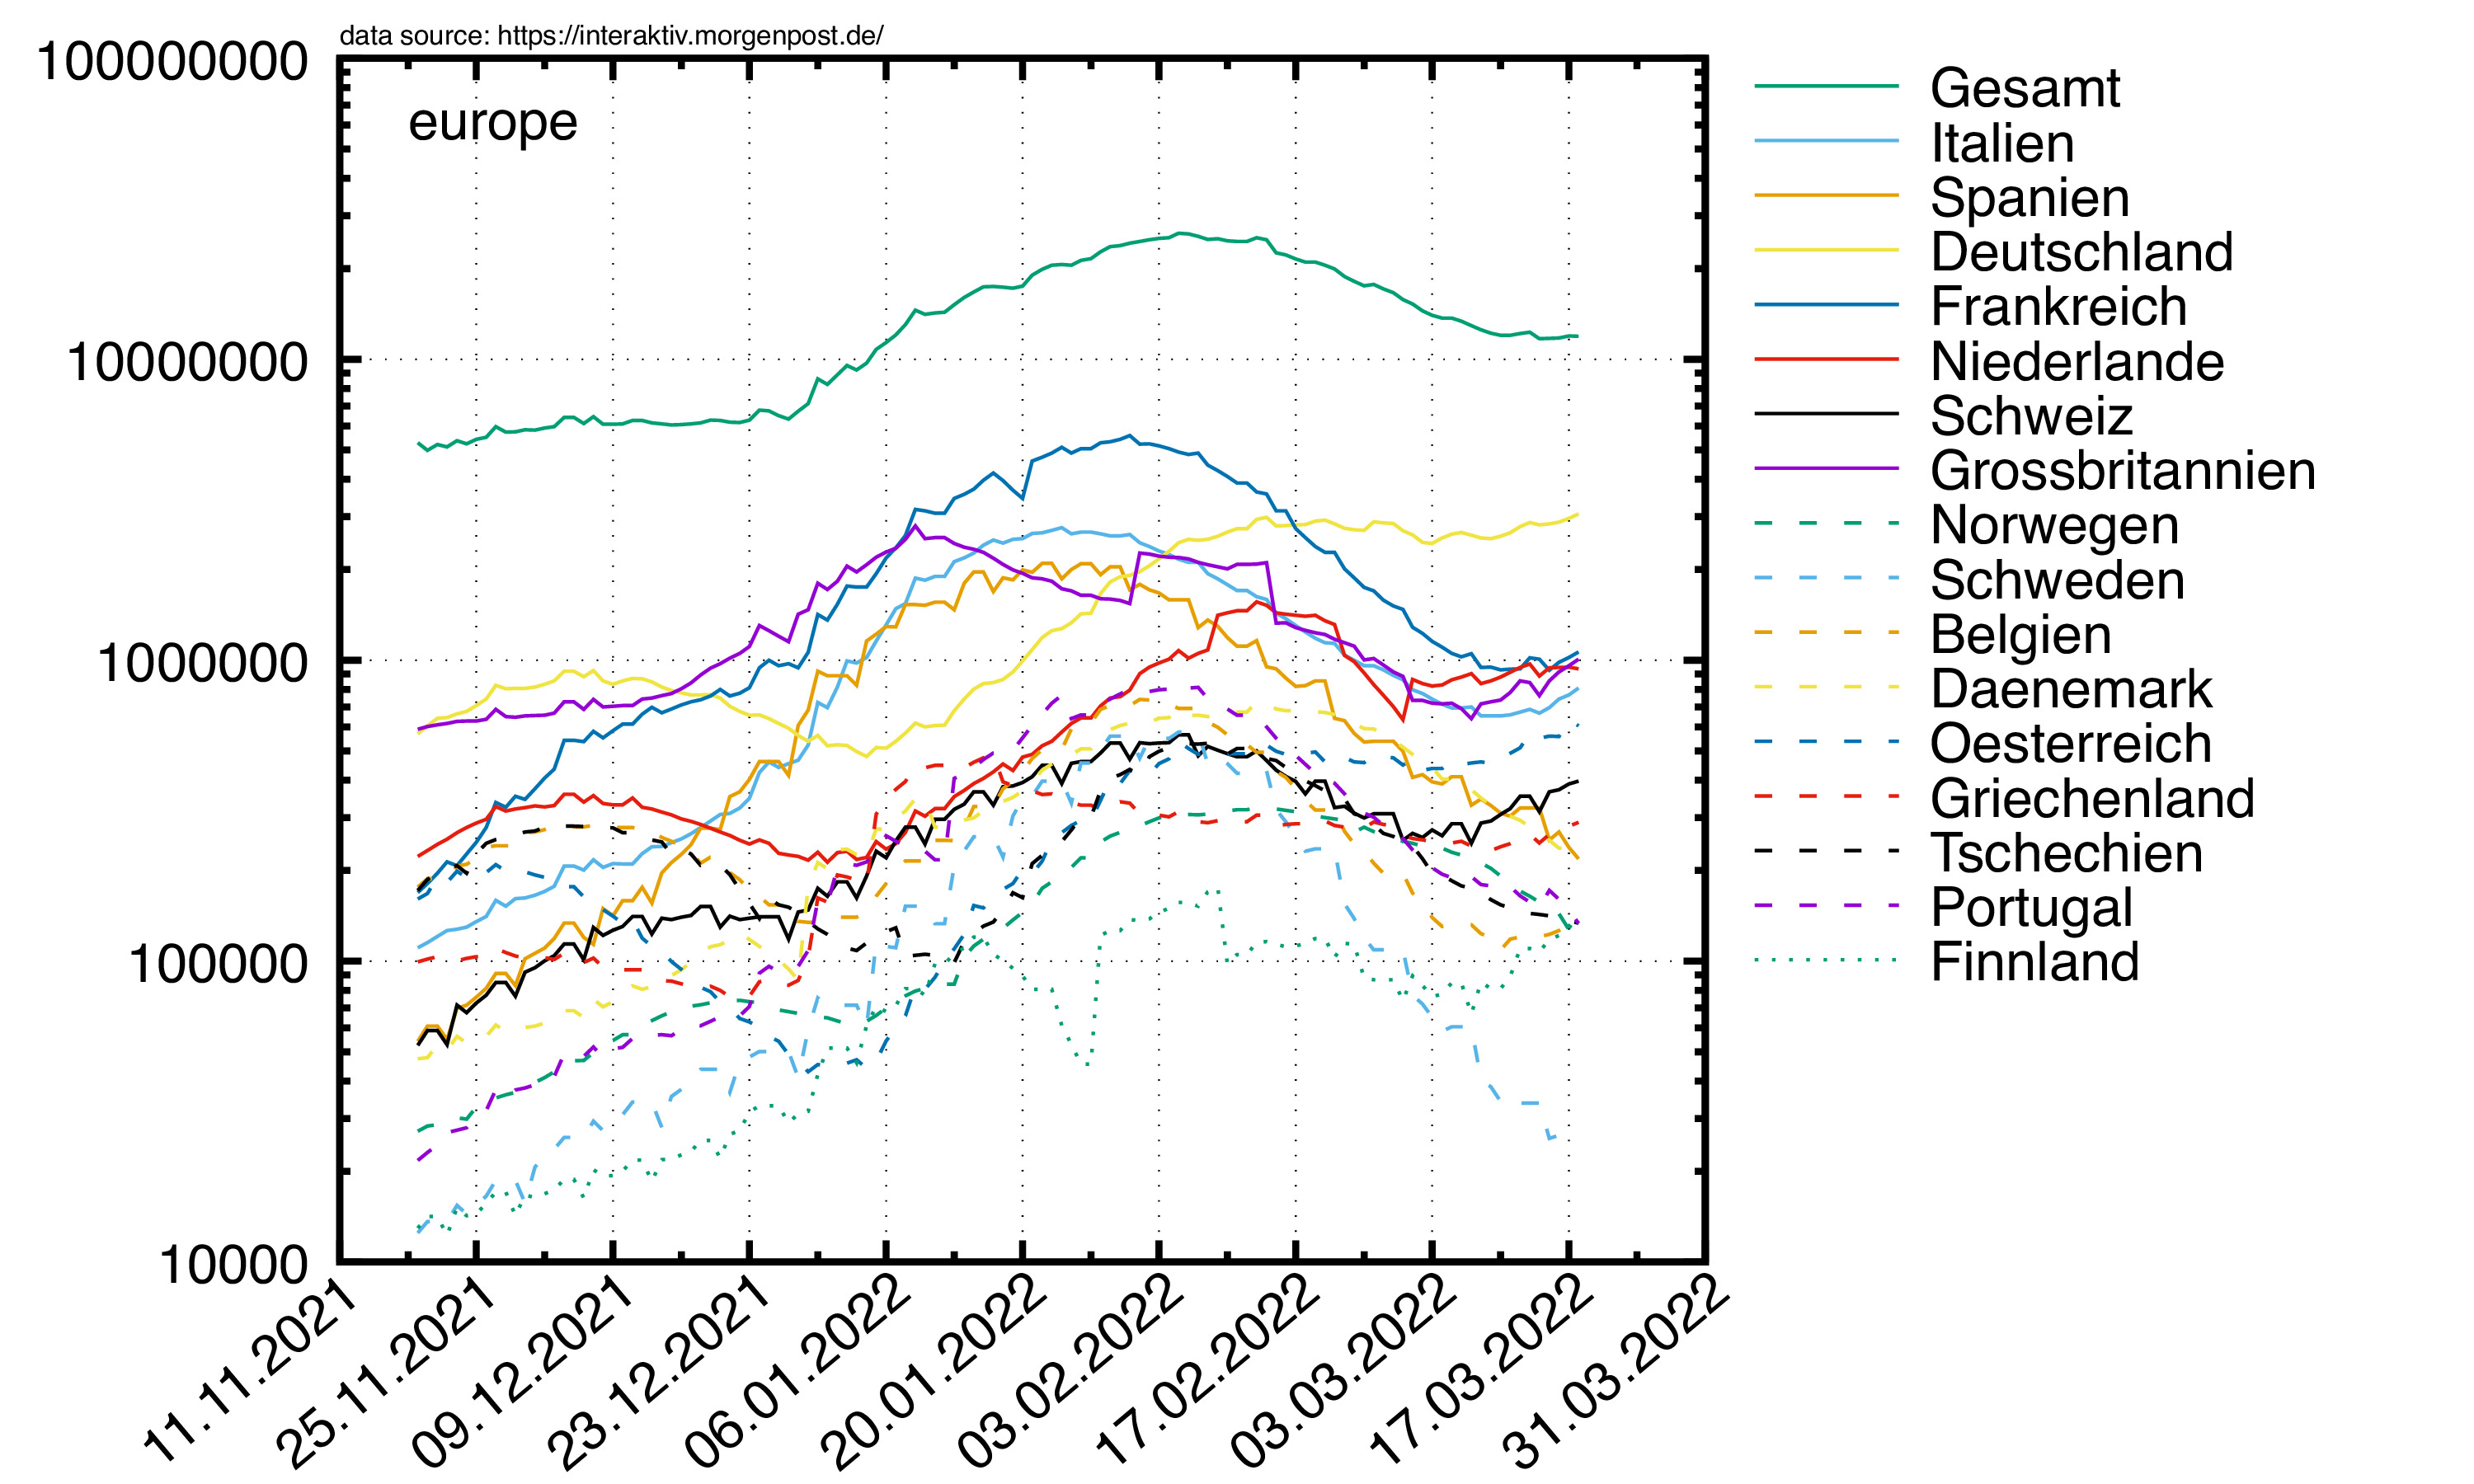 data source: https://interaktiv.morgenpost.de/
100000000
10000000
1000000
100000
10000
europe
Gesamt
Italien
Spanien
Deutschland
Frankreich
Niederlande
Schweiz
Grossbritannien
Norwegen
Schweden
Belgien
Daenemark
Oesterreich
Griechenland
Tschechien
Portugal
Finnland
11.11.2021
25.11.2021
09.12.2021
23.12.2021
06.01.2022
20.01.2022
03.02.2022
17.02.2022
03.03.2022
17.03.2022
31.03.2022